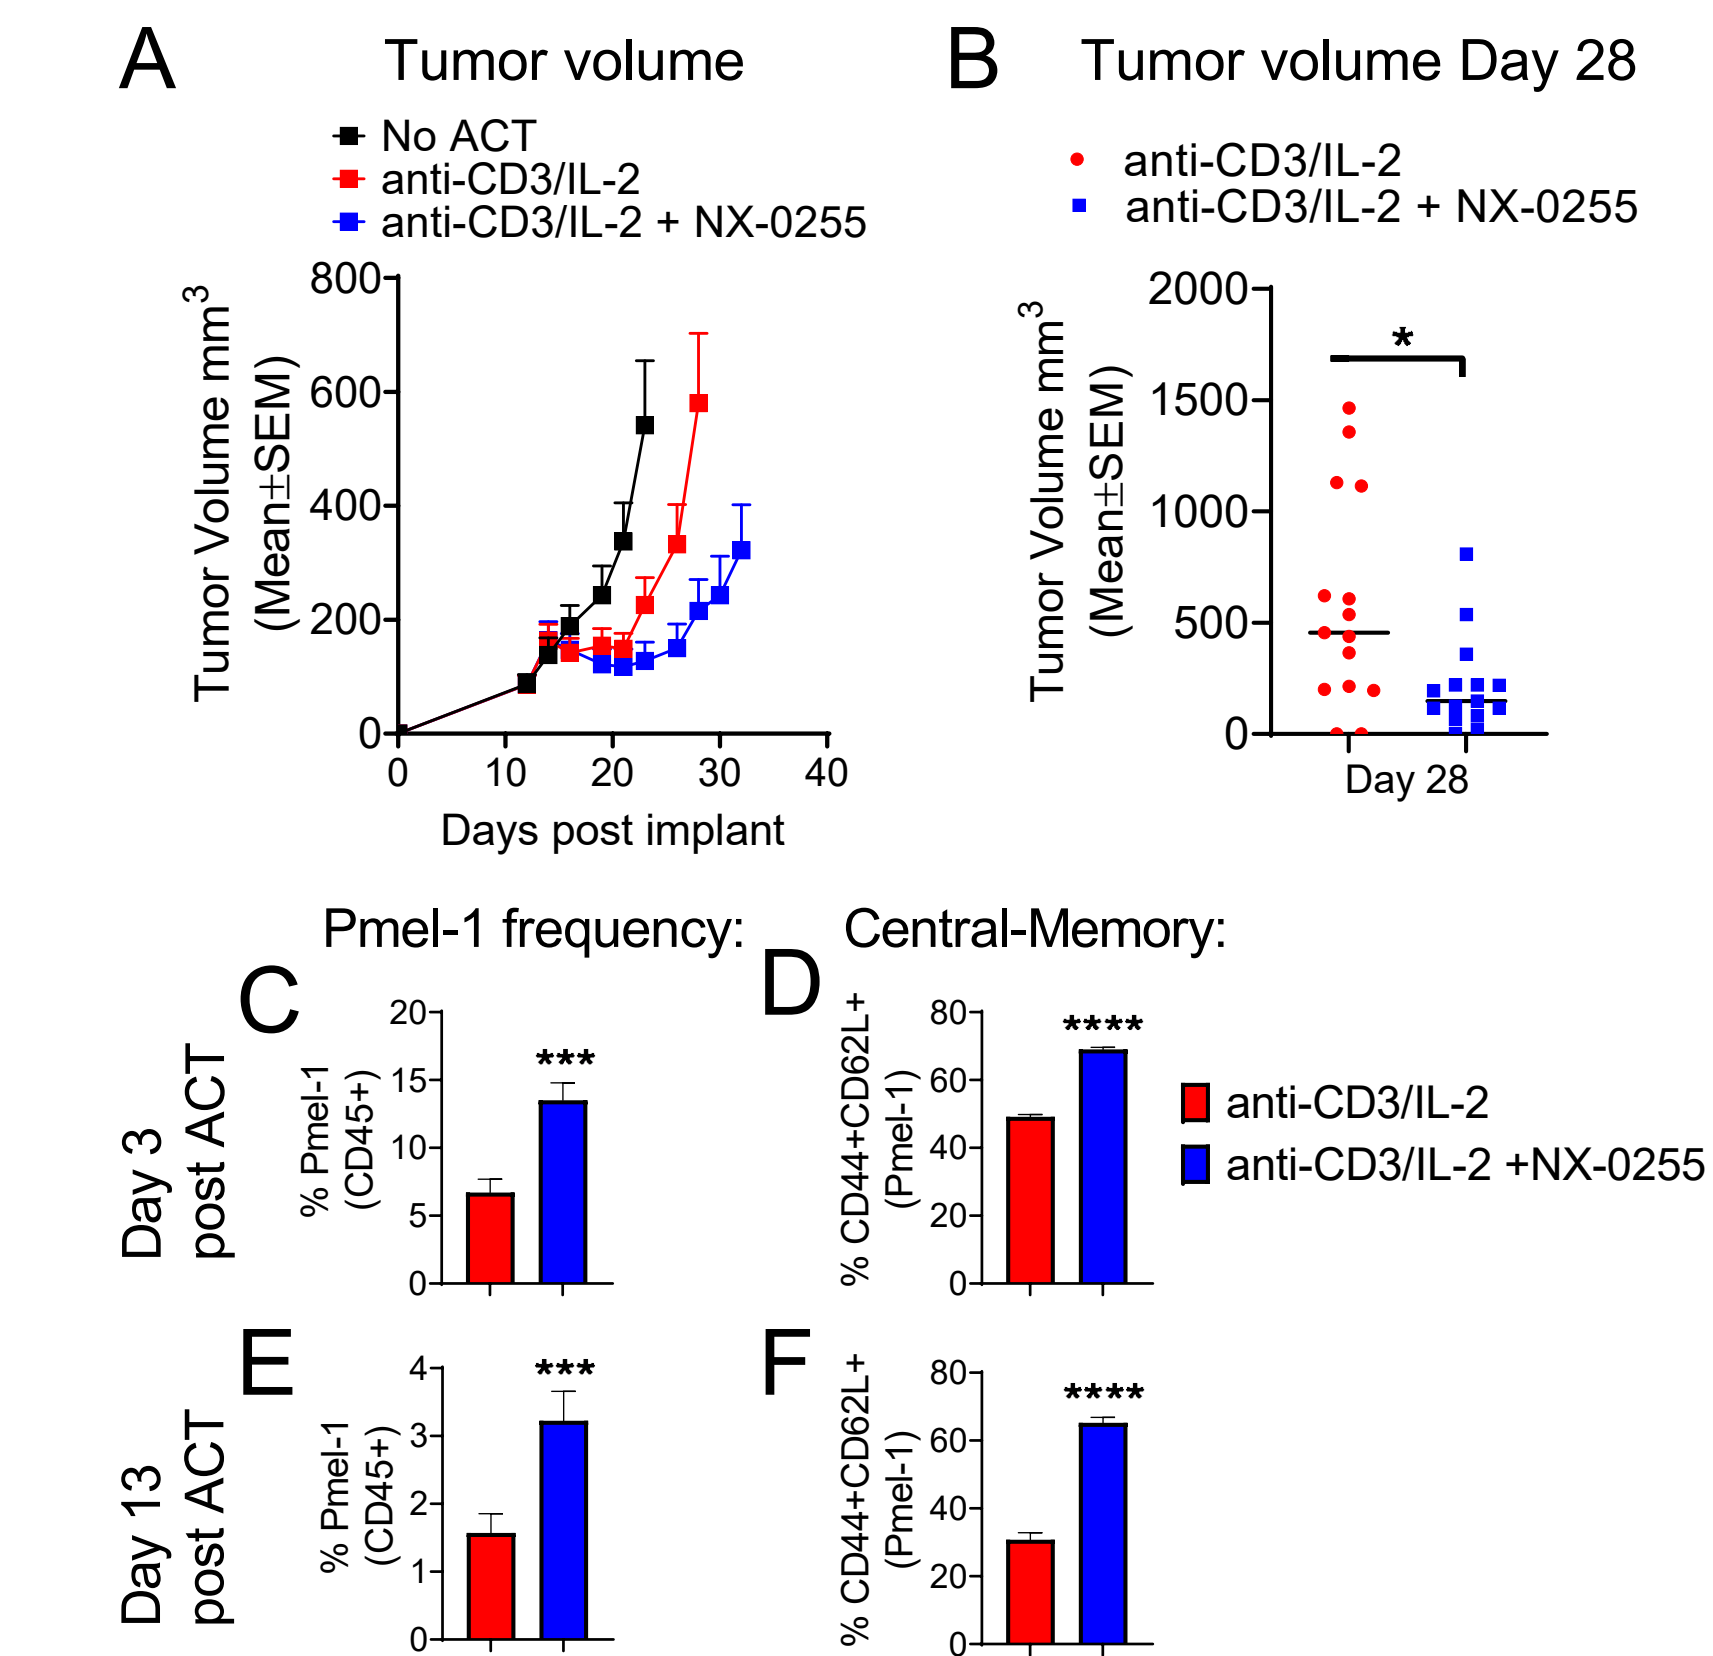 A
Tumor volume
No ACT
anti-CD3/IL-2
anti-CD3/IL-2 + NX-0255
Tumor Volume mm3
(Mean±SEM)
800
600
400
200
0
0 10 20 30 40
Days post implant
B
Tumor volume Day 28
anti-CD3/IL-2
anti-CD3/IL-2 + NX-0255
Tumor Volume mm3
(Mean±SEM)
2000
1500
1000
500
0
*
Day 28
Pmel-1 frequency:
Central-Memory:
Day 3
post ACT
C
% Pmel-1
(CD45+)
20
15
10
5
0
***
D
% CD44+CD62L+
(Pmel-1)
80
60
40
20
0
****
anti-CD3/IL-2
anti-CD3/IL-2 +NX-0255
Day 13
post ACT
E
% Pmel-1
(CD45+)
4
3
2
1
0
***
F
% CD44+CD62L+
(Pmel-1)
80
60
40
20
0
****